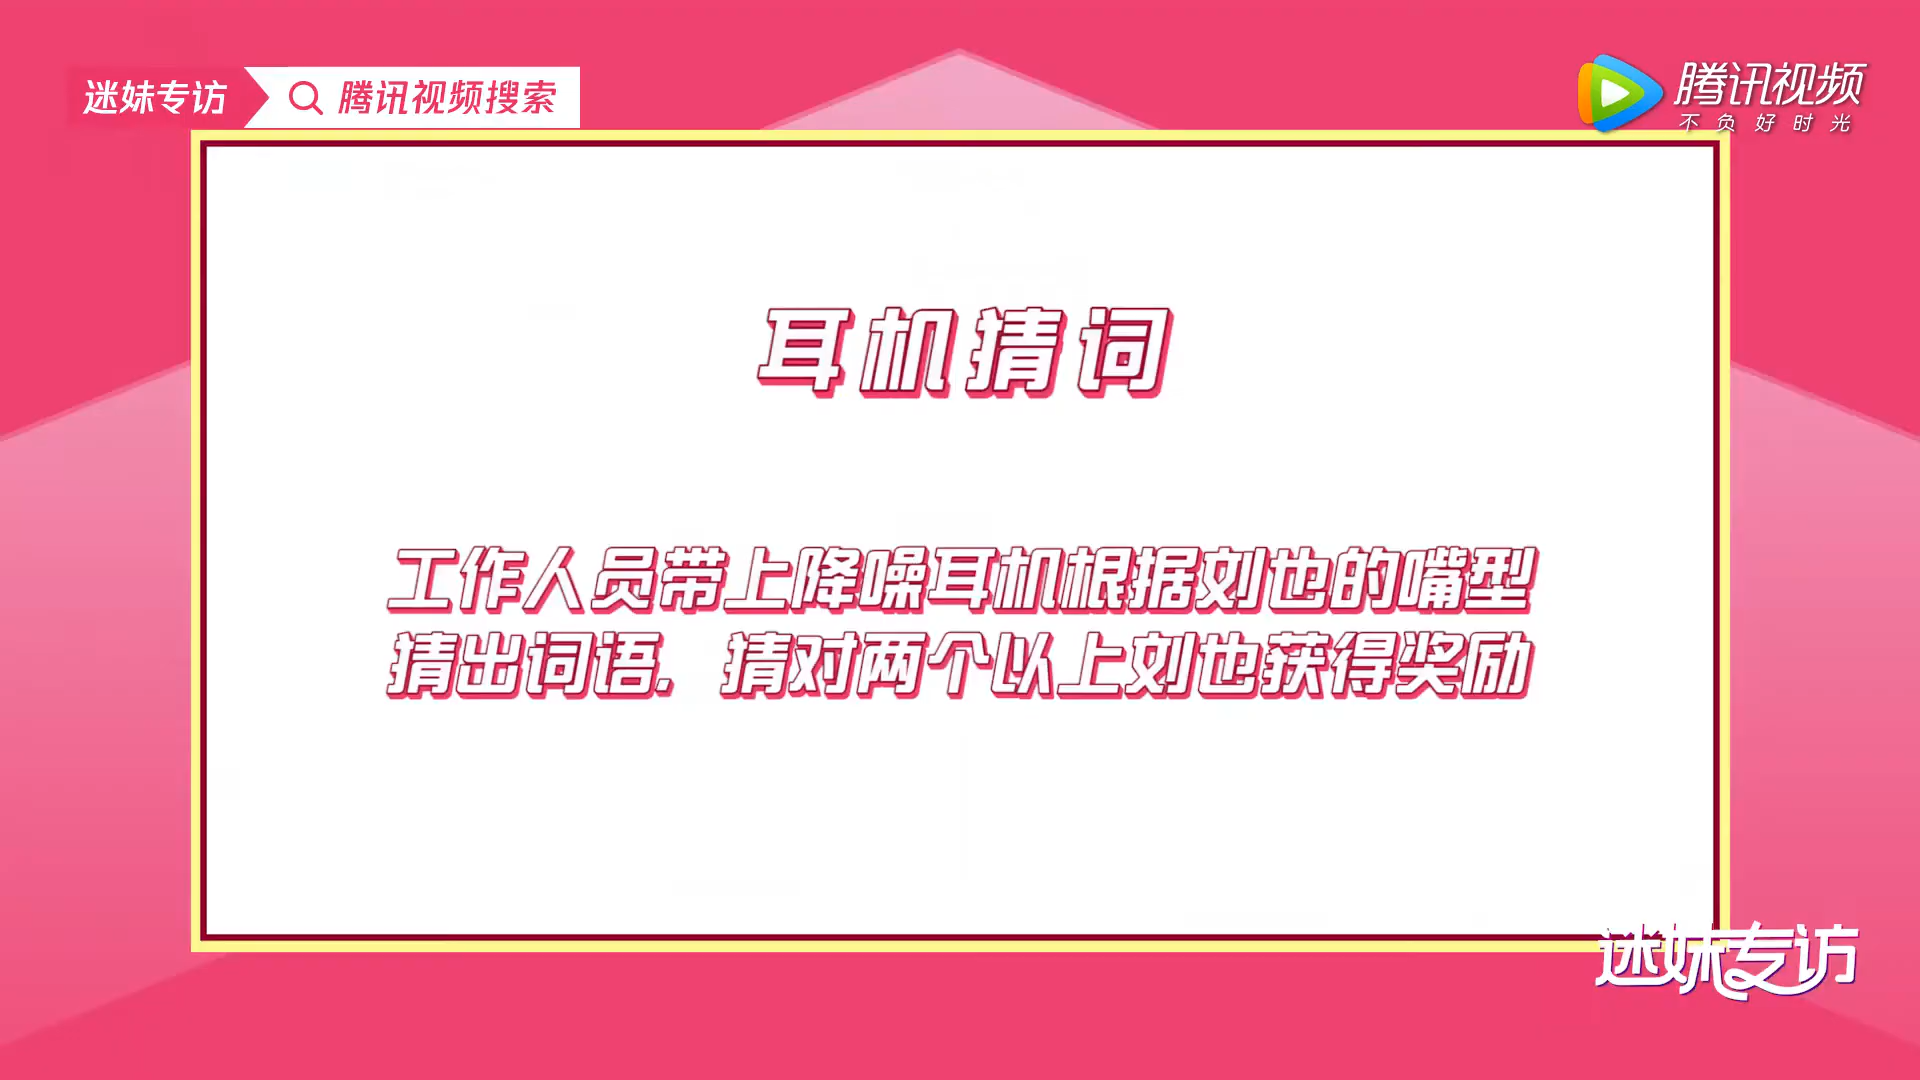 迷妹专访 腾讯视频搜索
腾讯视频
不负好时光
耳机猜词
工作人员带上降噪耳机根据刘也的嘴型
猜出词语，猜对两个以上刘也获得奖励
迷妹专访